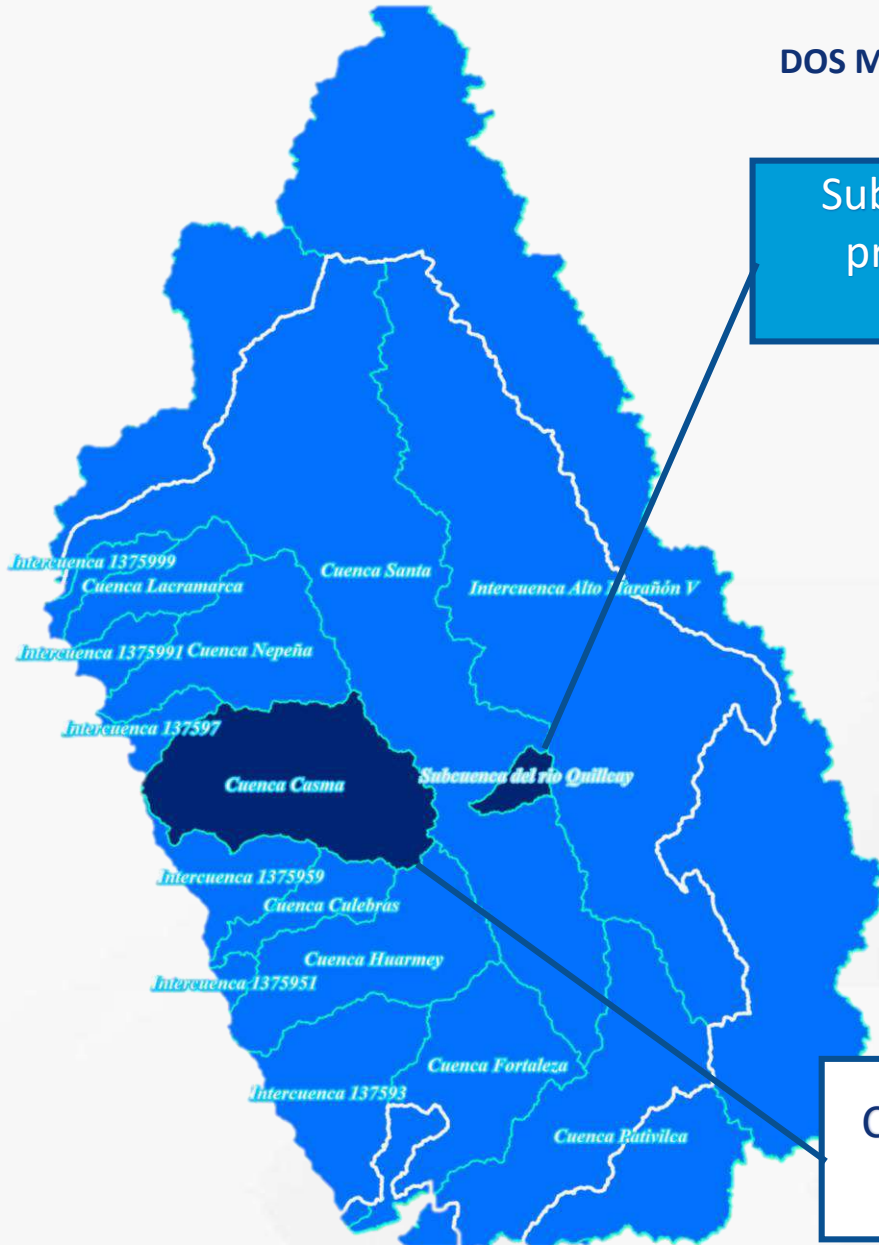 DOS M
Sub
pr
Intercuenca 1375999
Cuenca Lacramarca
Cuenca Santa
Intercuenca Alto Marañón V
Intercuenca 1375991
Cuenca Nepeña
Intercuenca 137597
Cuenca Casma
Subcuenca del río Quillcay
Intercuenca 1375959
Cuenca Culebras
Cuenca Huarmey
Intercuenca 1375951
Cuenca Fortaleza
Intercuenca 137593
C
Cuenca Pativilca